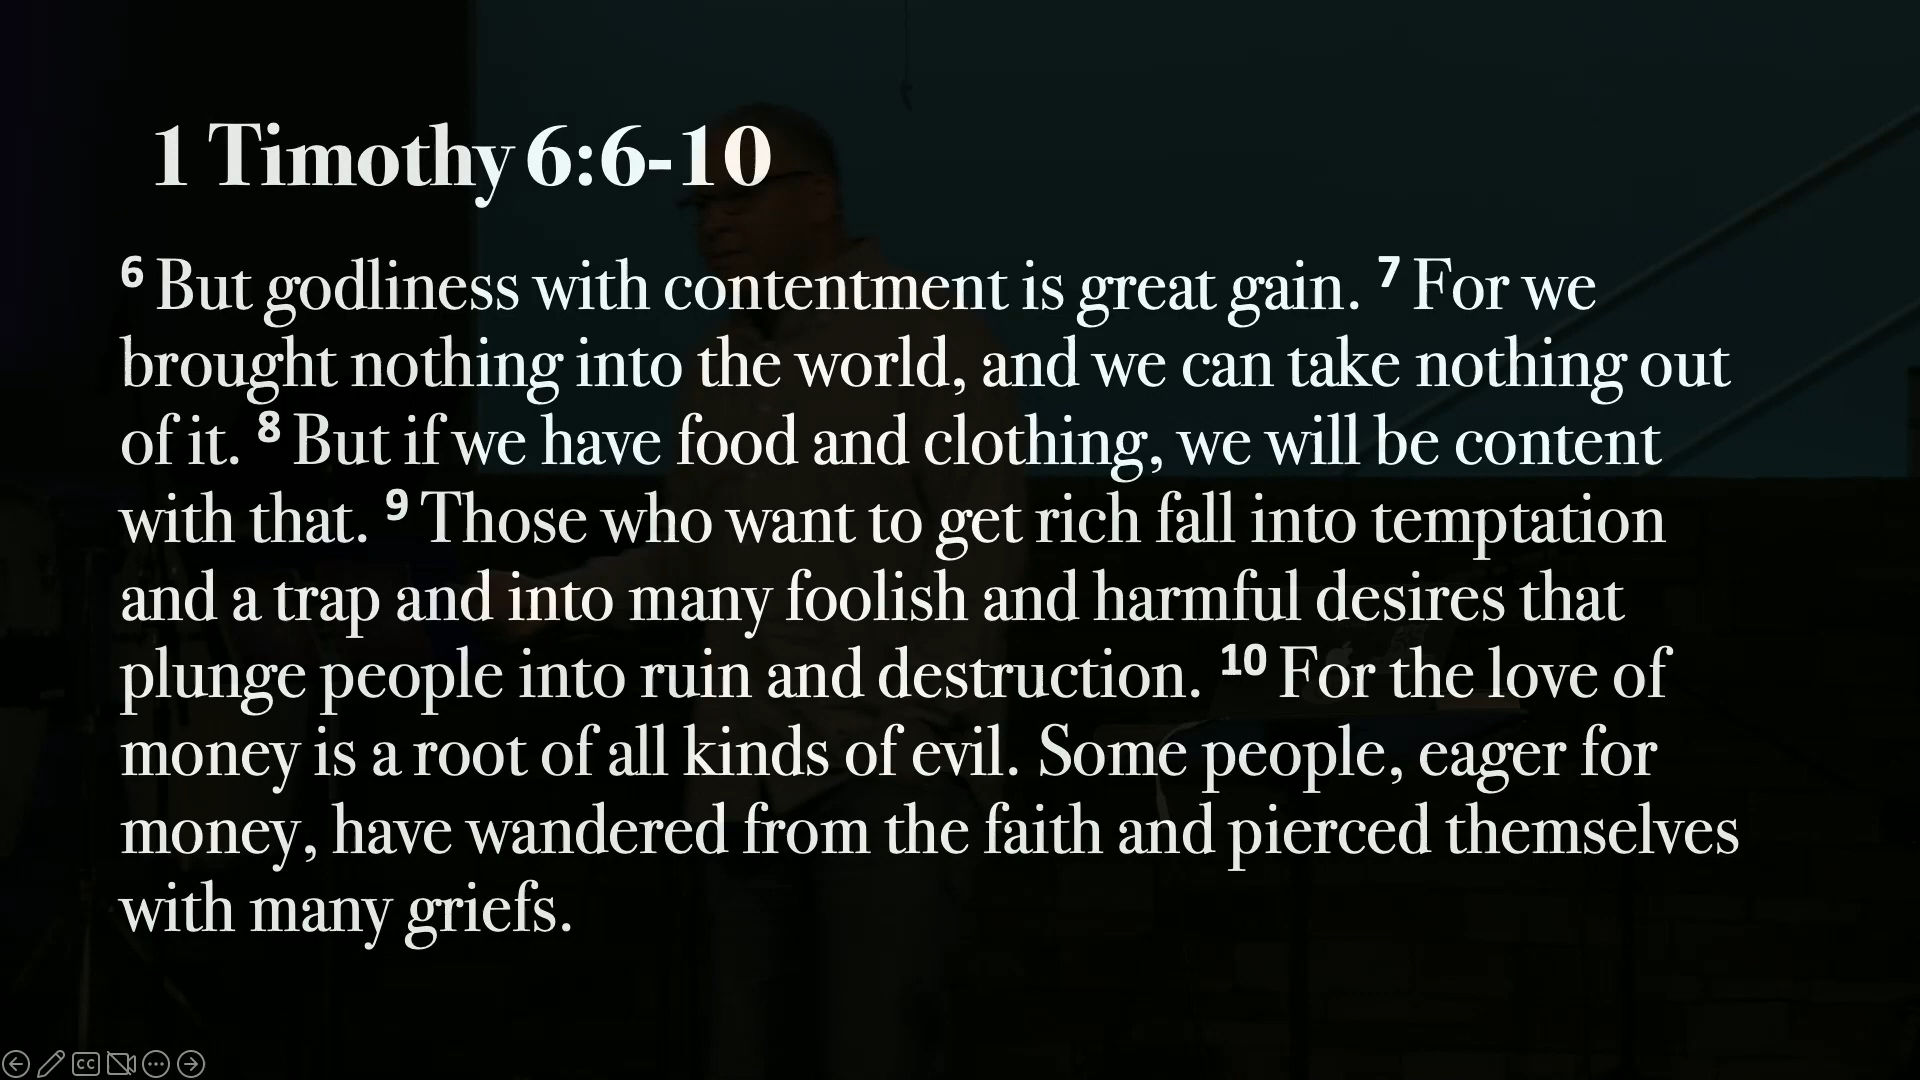 1 Timothy 6:6-10
6 But godliness with contentment is great gain. 7 For we
brought nothing into the world, and we can take nothing out
of it. 8 But if we have food and clothing, we will be content
with that. 9 Those who want to get rich fall into temptation
and a trap and into many foolish and harmful desires that
plunge people into ruin and destruction. 10 For the love of
money is a root of all kinds of evil. Some people, eager for
money, have wandered from the faith and pierced themselves
with many griefs.
CC